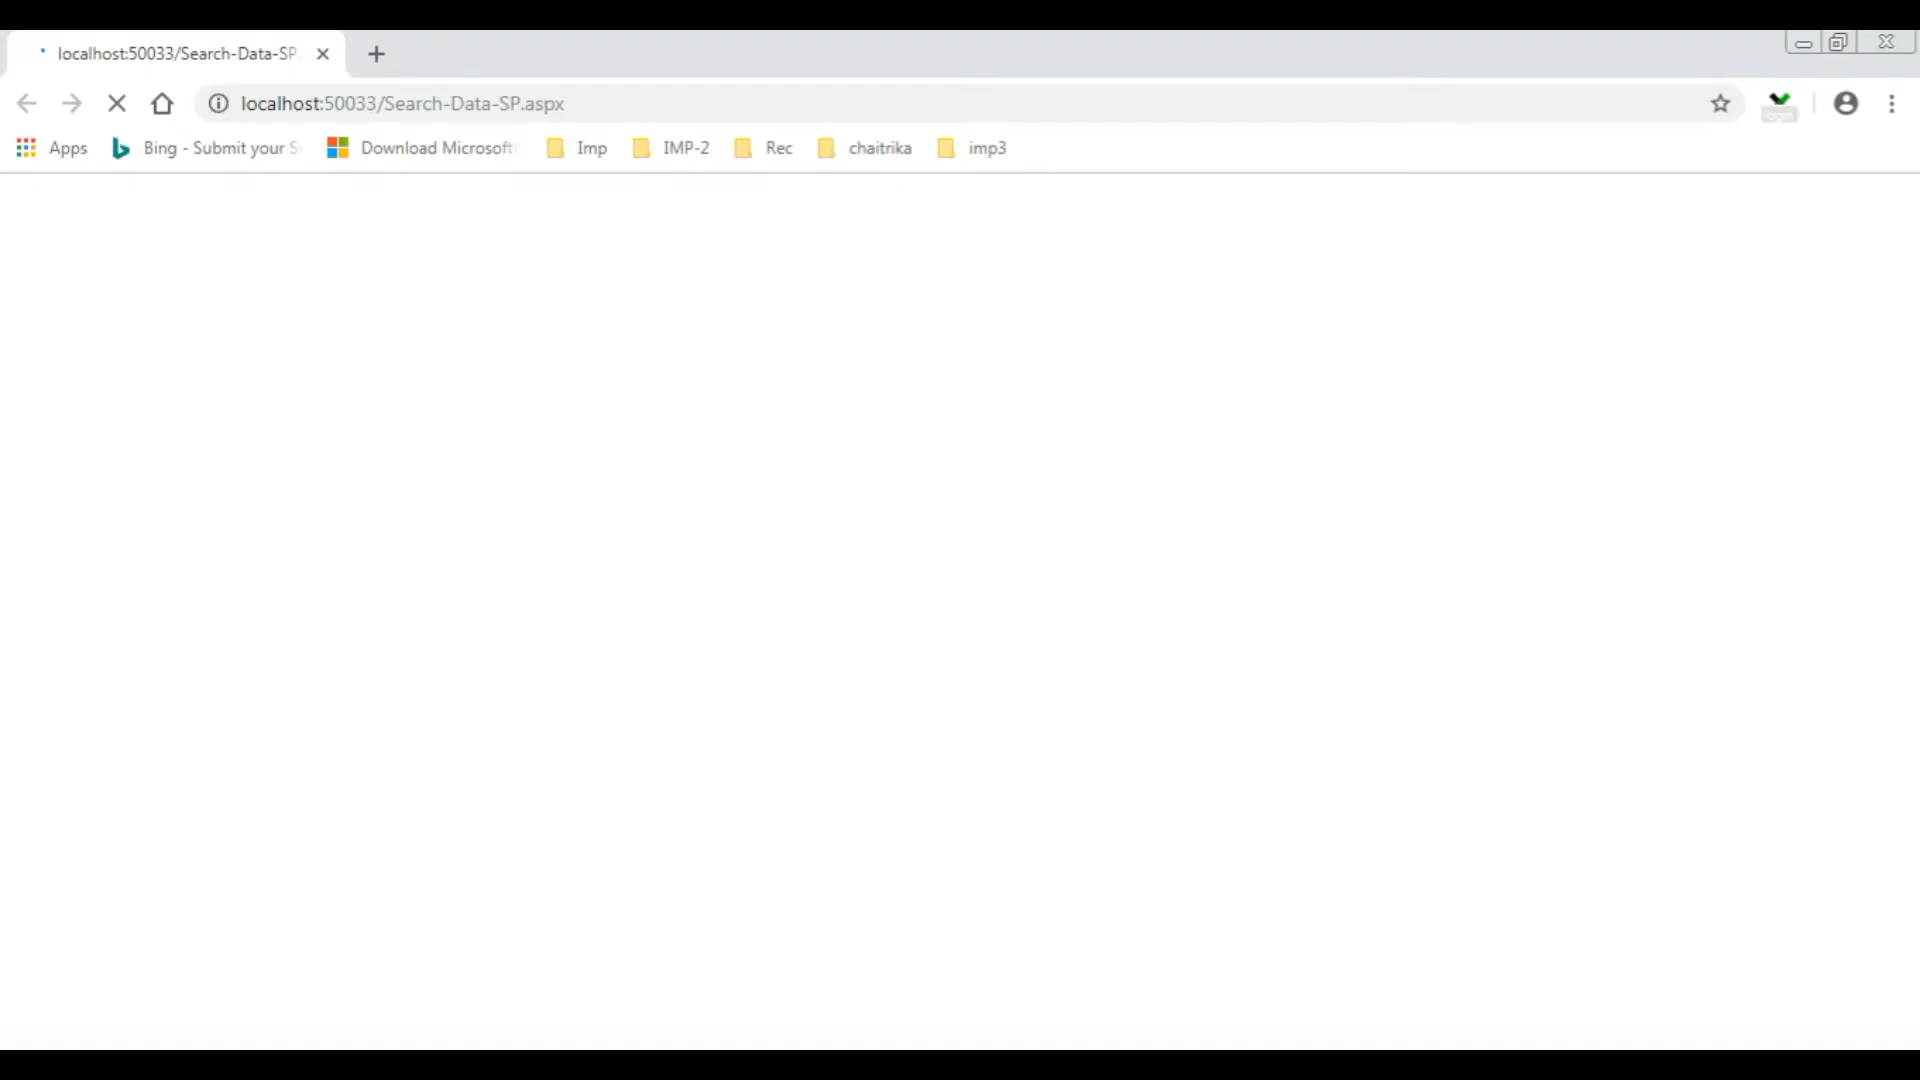 localhost:50033/Search-Data-SP.
localhost:50033/Search-Data-SP.aspx
Apps Bing - Submit your Download Microsoft Imp IMP-2 Rec chaitrika imp3